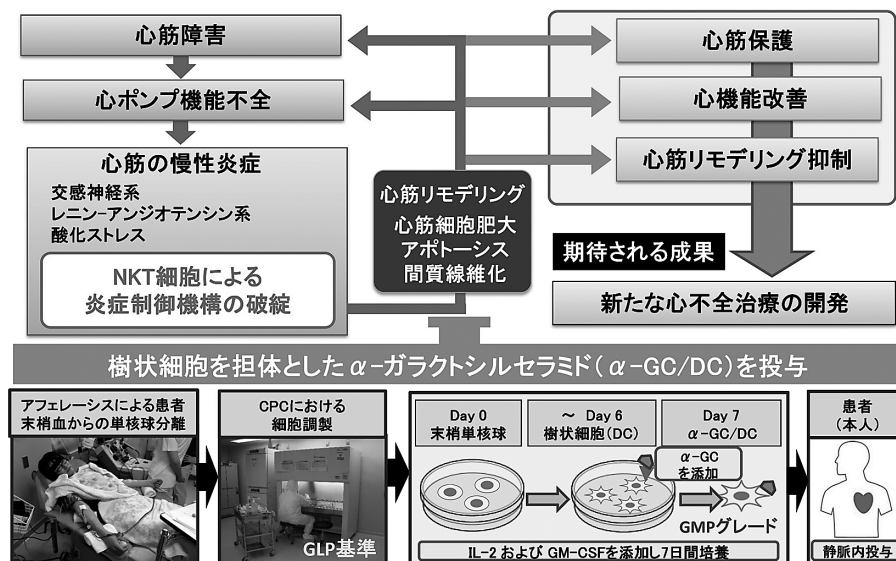 心筋障害
心ポンプ機能不全
心筋の慢性炎症
交感神経系
レニン-アンジオテンシン系
酸化ストレス
NKT細胞による
炎症制御機構の破綻
心筋リモデリング
心筋細胞肥大
アポトーシス
間質線維化
心筋保護
心機能改善
心筋リモデリング抑制
期待される成果
新たな心不全治療の開発
樹状細胞を担体としたα-ガラクトシルセラミド(α-GC/DC)を投与
アフェレーシスによる患者
末梢血からの単核球分離
CPCにおける
細胞調製
GLP基準
Day 0
末梢単核球
~ Day 6
樹状細胞(DC)
Day 7
α-GC/DC
α-GC
を添加
GMPグレード
IL-2 および GM-CSFを添加し7日間培養
患者
(本人)
静脈内投与